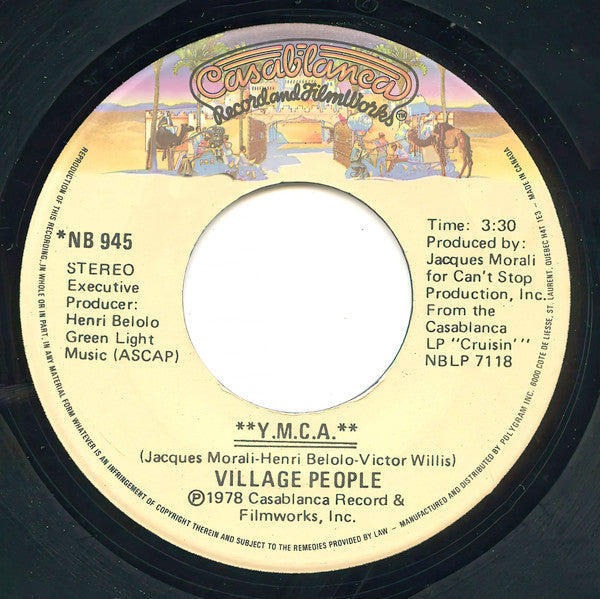 Casablanca
Record and FilmWorks™
*NB 945
STEREO
Executive
Producer:
Henri Belolo
Green Light
Music (ASCAP)
Time: 3:30
Produced by:
Jacques Morali
for Can't Stop
Production, Inc.
From the
Casablanca
LP "Cruisin'"
NBLP 7118
**Y.M.C.A.**
(Jacques Morali-Henri Belolo-Victor Willis)
VILLAGE PEOPLE
Ⓟ1978 Casablanca Record &
Filmworks, Inc.
REPRODUCTION OF THIS RECORDING, IN WHOLE OR IN PART, IN ANY MATERIAL FORM WHATEVER IS AN INFRINGEMENT OF COPYRIGHT THEREIN AND SUBJECT TO THE REMEDIES PROVIDED BY LAW – MANUFACTURED AND DISTRIBUTED BY POLYGRAM INC. 6000 COTE DE LIESSE, ST. LAURENT, QUEBEC H4T 1E3 – MADE IN CANADA